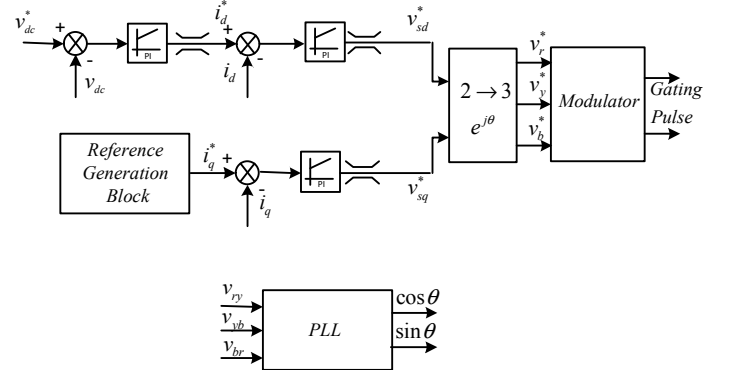 v*dc
+
-
vdc
PI
i*d
+
id
-
PI
v*sd
2 → 3
e^jθ
v*r
v*y
v*b
Modulator
Gating
Pulse
Reference
Generation
Block
i*q
+
-
iq
PI
v*sq
vry
vyb
vbr
PLL
cosθ
sinθ